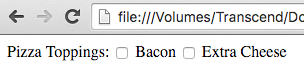 file:///Volumes/Transcend/Do
Pizza Toppings: Bacon Extra Cheese